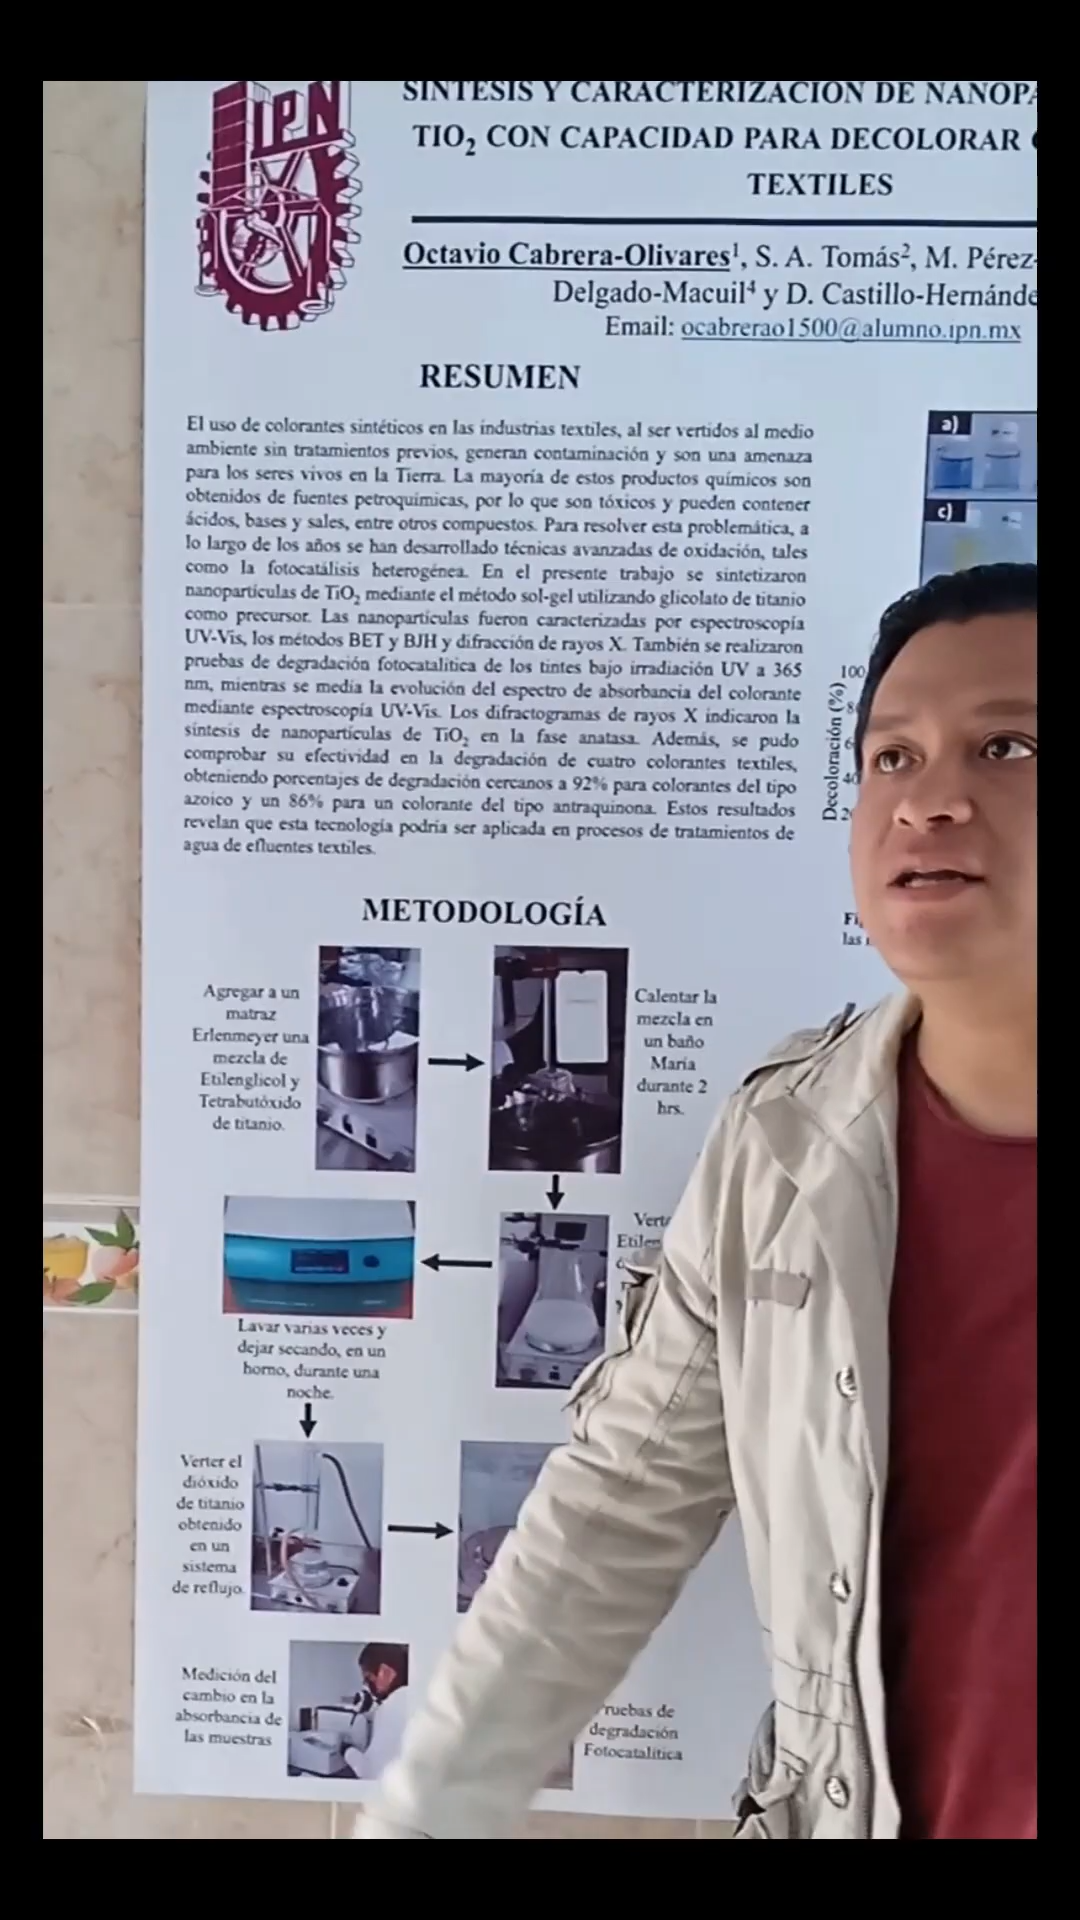 IPN
SÍNTESIS Y CARACTERIZACIÓN DE
TIO₂ CON CAPACIDAD PARA DECOLORAR
TEXTILES
Octavio Cabrera-Olivares¹, S. A. Tomás², M. Pérez-
Delgado-Macuil⁴ y D.
Email: ocabrerao1500@alumno.ipn.mx
RESUMEN
El uso de colorantes sintéticos en las industrias textiles, al ser vertidos al medio
ambiente sin tratamientos previos, generan contaminación y son una amenaza
para los seres vivos en la Tierra. La mayoría de estos productos químicos son
obtenidos de fuentes petroquímicas, por lo que son tóxicos y pueden contener
ácidos, bases y sales, entre otros compuestos. Para resolver esta problemática, a
lo largo de los años se han desarrollado técnicas avanzadas de oxidación, tales
como la fotocatálisis heterogénea. En el presente trabajo se sintetizaron
nanopartículas de TiO₂ mediante el método sol-gel utilizando glicolato de titanio
como precursor. Las nanopartículas fueron caracterizadas por espectroscopía
UV-Vis, los métodos BET y BJH y difracción de rayos X. También se realizaron
pruebas de degradación fotocatalítica de los tintes bajo irradiación UV a 365
nm, mientras se medía la evolución del espectro de absorbancia del colorante
mediante espectroscopía UV-Vis. Los difractogramas de rayos X indicaron la
síntesis de nanopartículas de TiO₂ en la fase anatasa. Además, se pudo
comprobar su efectividad en la degradación de cuatro colorantes textiles,
obteniendo porcentajes de degradación cercanos a 92% para colorantes del tipo
azoico y un 86% para un colorante del tipo antraquinona. Estos resultados
revelan que esta tecnología podría ser aplicada en procesos de tratamientos de
agua de efluentes textiles.
a)
c)
Decoloración (%)
100
las
METODOLOGÍA
Agregar a un
matraz
Erlenmeyer una
mezcla de
Etilenglicol y
Tetrabutóxido
de titanio.
Calentar la
mezcla en
un baño
María
durante 2
hrs.
Lavar varias veces y
dejar secando, en un
horno, durante una
noche.
Verter el
dióxido
de titanio
obtenido
en un
sistema
de reflujo.
Medición del
cambio en la
absorbancia de
las muestras
ruebas de
degradación
Fotocatalítica